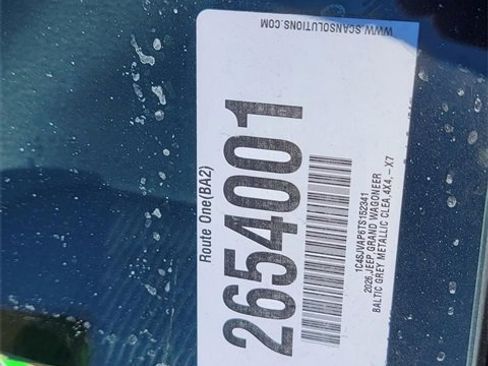 Route One(BA2)
2654001
1C4SJVAP6TS152341
2026,JEEP,GRAND WAGONEER
BALTIC GREY METALLIC CLEA,4X4, -- X7
WWW.SCANSOLUTIONS.COM